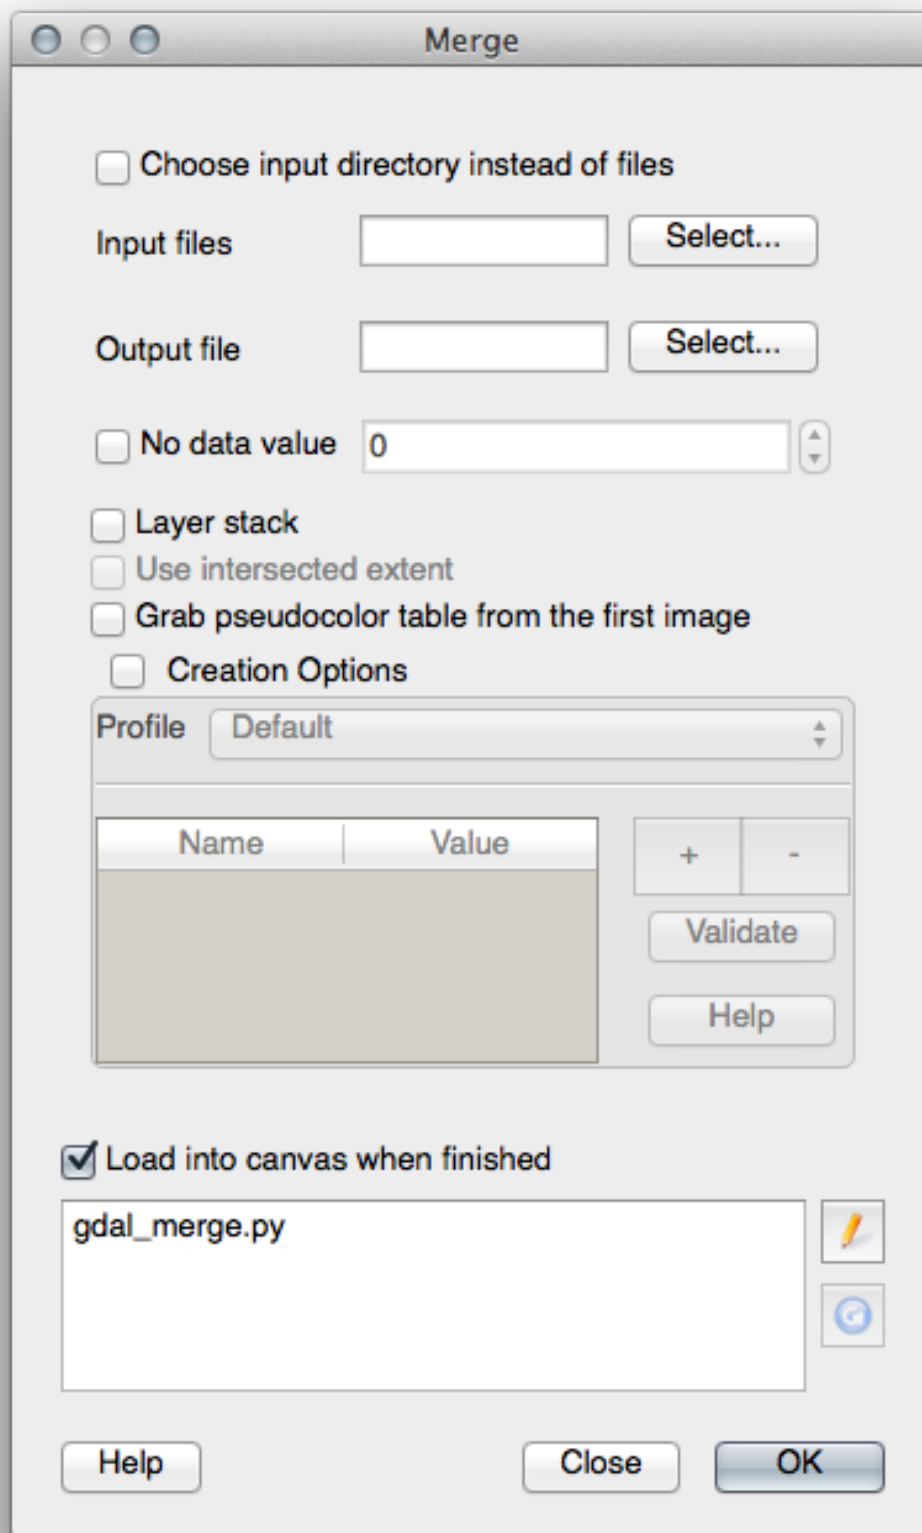 Merge
Choose input directory instead of files
Input files Select...
Output file Select...
No data value 0
Layer stack
Use intersected extent
Grab pseudocolor table from the first image
Creation Options
Profile Default
Name Value + -
Validate
Help
Load into canvas when finished
gdal_merge.py
G
Help Close OK